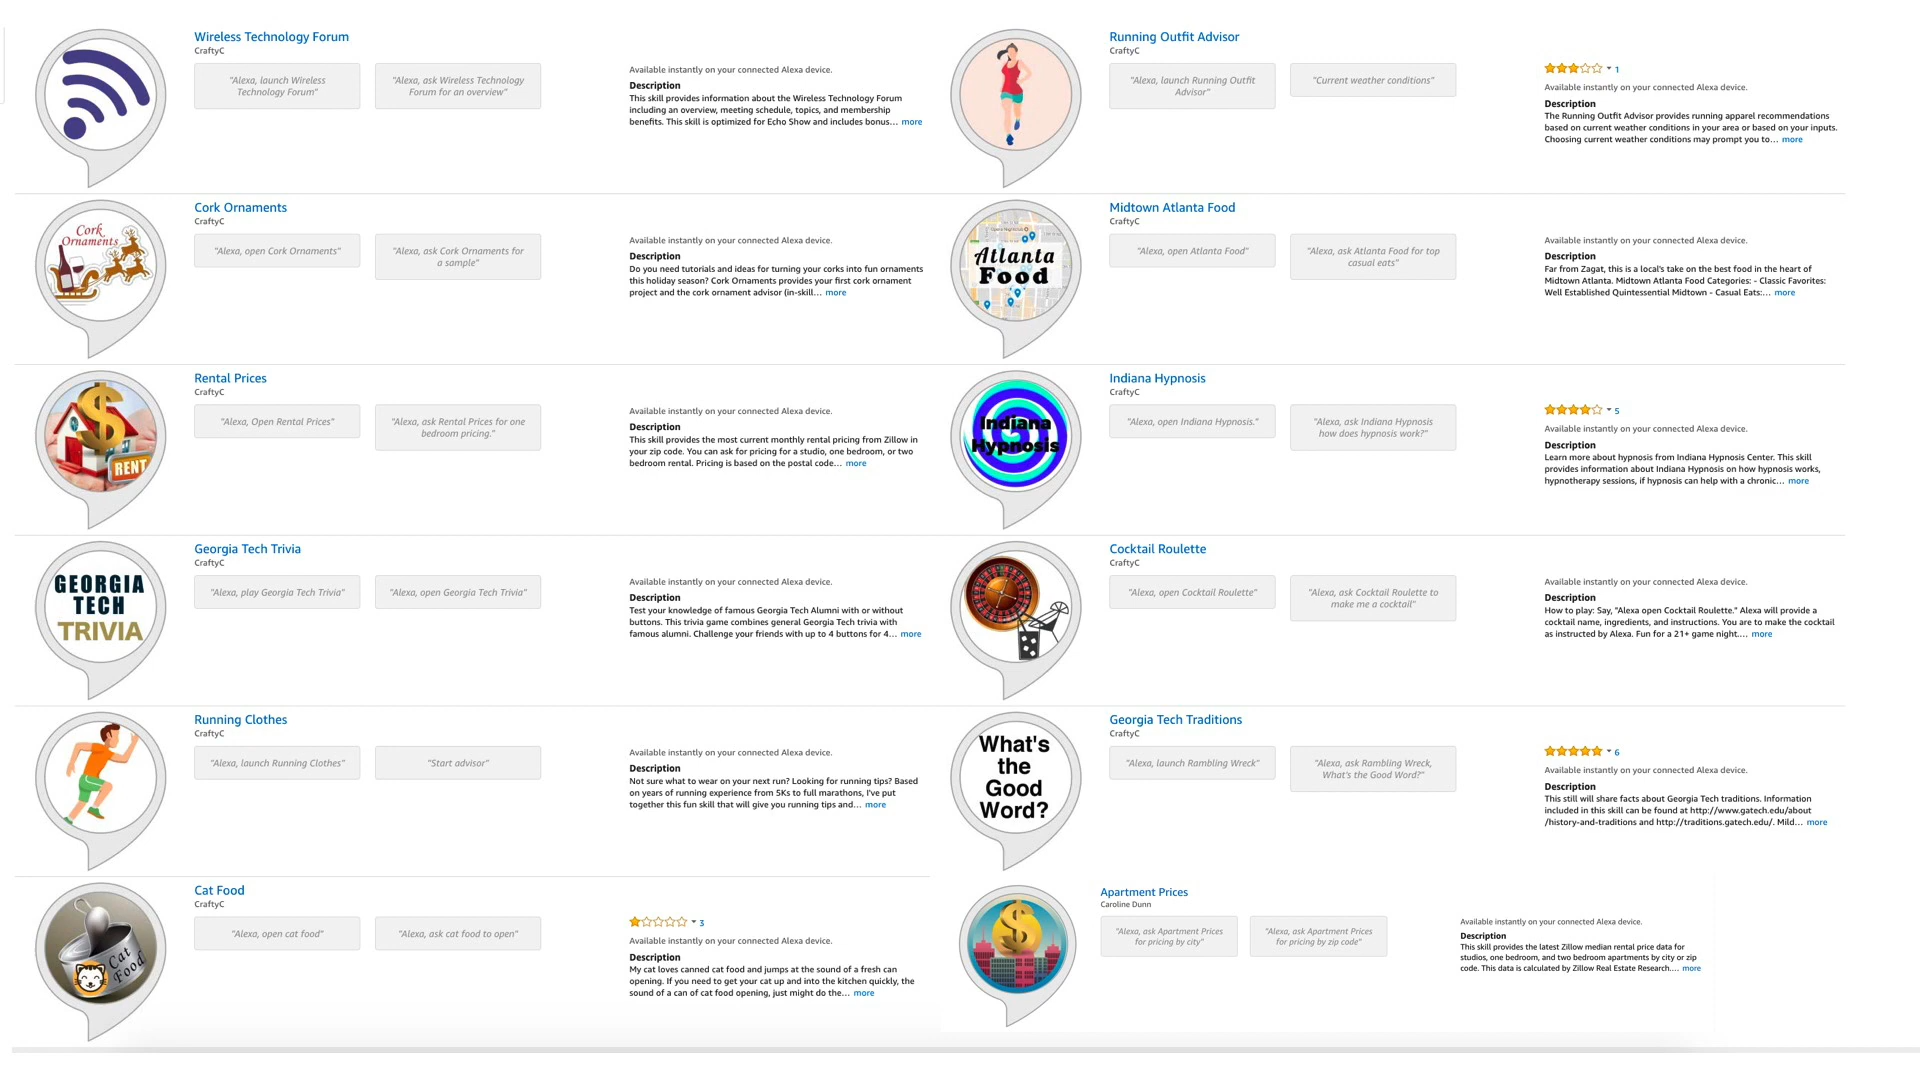 Wireless Technology Forum
CraftyC
"Alexa, launch Wireless
Technology Forum"
"Alexa, ask Wireless Technology
Forum for an overview"
Available instantly on your connected Alexa device.
Description
This skill provides information about the Wireless Technology Forum
including an overview, meeting schedule, topics, and membership
benefits. This skill is optimized for Echo Show and includes bonus... more
Running Outfit Advisor
CraftyC
"Alexa, launch Running Outfit
Advisor"
"Current weather conditions"
1
Available instantly on your connected Alexa device.
Description
The Running Outfit Advisor provides running apparel recommendations
based on current weather conditions in your area or based on your inputs.
Choosing current weather conditions may prompt you to... more
Cork
Ornaments
Cork Ornaments
CraftyC
"Alexa, open Cork Ornaments"
"Alexa, ask Cork Ornaments for
a sample"
Available instantly on your connected Alexa device.
Description
Do you need tutorials and ideas for turning your corks into fun ornaments
this holiday season? Cork Ornaments provides your first cork ornament
project and the cork ornament advisor (in-skill... more
Atlanta
Food
Midtown Atlanta Food
CraftyC
"Alexa, open Atlanta Food"
"Alexa, ask Atlanta Food for top
casual eats"
Available instantly on your connected Alexa device.
Description
Far from Zagat, this is a local's take on the best food in the heart of
Midtown Atlanta. Midtown Atlanta Food Categories: - Classic Favorites:
Well Established Quintessential Midtown - Casual Eats:... more
RENT
Rental Prices
CraftyC
"Alexa, Open Rental Prices"
"Alexa, ask Rental Prices for one
bedroom pricing."
Available instantly on your connected Alexa device.
Description
This skill provides the most current monthly rental pricing from Zillow in
your zip code. You can ask for pricing for a studio, one bedroom, or two
bedroom rental. Pricing is based on the postal code... more
Indiana
Hypnosis
Indiana Hypnosis
CraftyC
"Alexa, open Indiana Hypnosis."
"Alexa, ask Indiana Hypnosis
how does hypnosis work?"
5
Available instantly on your connected Alexa device.
Description
Learn more about hypnosis from Indiana Hypnosis Center. This skill
provides information about Indiana Hypnosis on how hypnosis works,
hypnotherapy sessions, if hypnosis can help with a chronic... more
GEORGIA
TECH
TRIVIA
Georgia Tech Trivia
CraftyC
"Alexa, play Georgia Tech Trivia"
"Alexa, open Georgia Tech Trivia"
Available instantly on your connected Alexa device.
Description
Test your knowledge of famous Georgia Tech Alumni with or without
buttons. This trivia game combines general Georgia Tech trivia with
famous alumni. Challenge your friends with up to 4 buttons for 4... more
Cocktail Roulette
CraftyC
"Alexa, open Cocktail Roulette"
"Alexa, ask Cocktail Roulette to
make me a cocktail"
Available instantly on your connected Alexa device.
Description
How to play: Say, "Alexa open Cocktail Roulette." Alexa will provide a
cocktail name, ingredients, and instructions. You are to make the cocktail
as instructed by Alexa. Fun for a 21+ game night.... more
Running Clothes
CraftyC
"Alexa, launch Running Clothes"
"Start advisor"
Available instantly on your connected Alexa device.
Description
Not sure what to wear on your next run? Looking for running tips? Based
on years of running experience from 5Ks to full marathons, I've put
together this fun skill that will give you running tips and... more
What's
the
Good
Word?
Georgia Tech Traditions
CraftyC
"Alexa, launch Rambling Wreck"
"Alexa, ask Rambling Wreck,
What's the Good Word?"
6
Available instantly on your connected Alexa device.
Description
This still will share facts about Georgia Tech traditions. Information
included in this skill can be found at http://www.gatech.edu/about
/history-and-traditions and http://traditions.gatech.edu/. Mild... more
Cat
Food
Cat Food
CraftyC
"Alexa, open cat food"
"Alexa, ask cat food to open"
3
Available instantly on your connected Alexa device.
Description
My cat loves canned cat food and jumps at the sound of a fresh can
opening. If you need to get your cat up and into the kitchen quickly, the
sound of a can of cat food opening, just might do the... more
Apartment Prices
Caroline Dunn
"Alexa, ask Apartment Prices
for pricing by city"
"Alexa, ask Apartment Prices
for pricing by zip code"
Available instantly on your connected Alexa device.
Description
This skill provides the latest Zillow median rental price data for
studios, one bedroom, and two bedroom apartments by city or zip
code. This data is calculated by Zillow Real Estate Research.... more